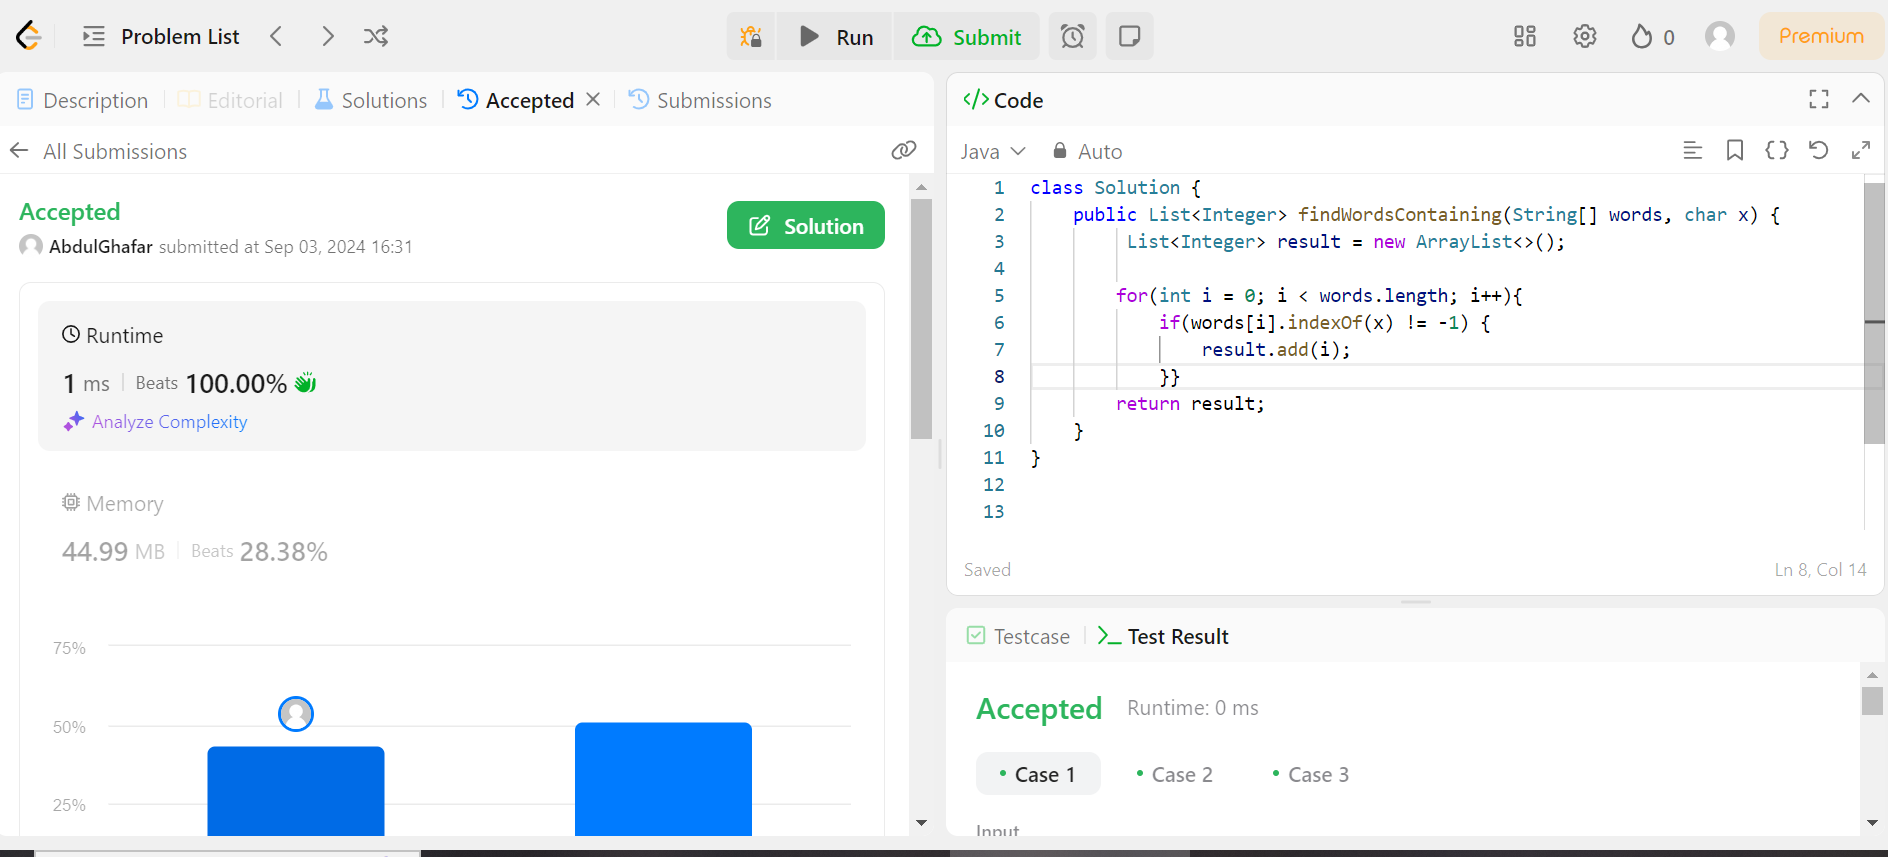 Problem List
Run
Submit
0
Premium
Description
Editorial
Solutions
Accepted
Submissions
All Submissions
Accepted
AbdulGhafar submitted at Sep 03, 2024 16:31
Solution
Runtime
1 ms
Beats 100.00%
Analyze Complexity
Memory
44.99 MB
Beats 28.38%
75%
50%
25%
</> Code
Java
Auto
1 class Solution {
2     public List<Integer> findWordsContaining(String[] words, char x) {
3          List<Integer> result = new ArrayList<>();
4
5         for(int i = 0; i < words.length; i++){
6             if(words[i].indexOf(x) != -1) {
7                 result.add(i);
8             }}
9         return result;
10     }
11 }
12
13
Saved
Ln 8, Col 14
Testcase
Test Result
Accepted
Runtime: 0 ms
Case 1
Case 2
Case 3
Input